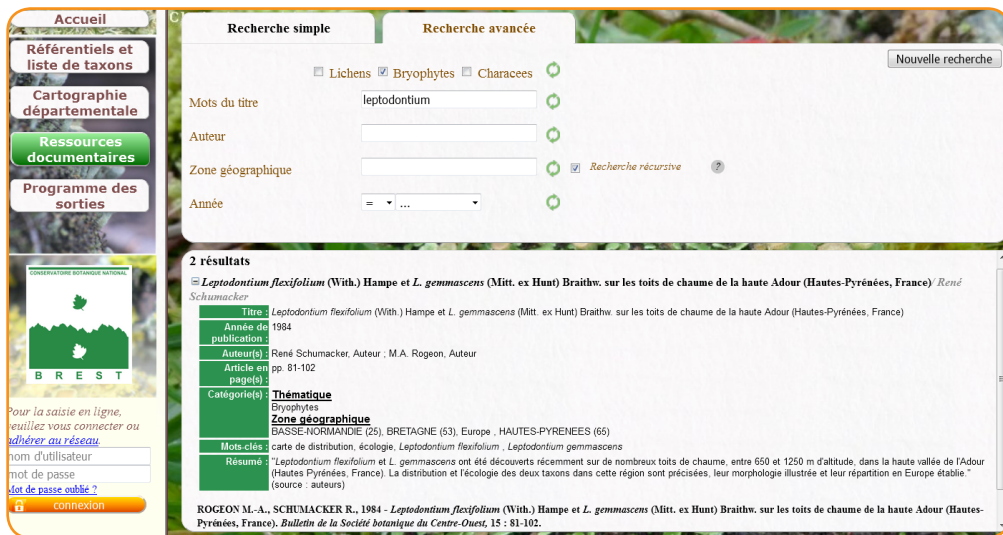 Accueil
Référentiels et
liste de taxons
Cartographie
départementale
Ressources
documentaires
Programme des
sorties
CONSERVATOIRE BOTANIQUE NATIONAL
BREST
Pour la saisie en ligne,
veuillez vous connecter ou
adhérer au réseau.
nom d'utilisateur
mot de passe
Mot de passe oublié ?
connexion
Recherche simple
Recherche avancée
Nouvelle recherche
Lichens Bryophytes Characees
Mots du titre leptodontium
Auteur
Zone géographique Recherche récursive ?
Année = ...
2 résultats
Leptodontium flexifolium (With.) Hampe et L. gemmascens (Mitt. ex Hunt) Braithw. sur les toits de chaume de la haute Adour (Hautes-Pyrénées, France)/ René
Schumacker
Titre : Leptodontium flexifolium (With.) Hampe et L. gemmascens (Mitt. ex Hunt) Braithw. sur les toits de chaume de la haute Adour (Hautes-Pyrénées, France)
Année de 1984
publication :
Auteur(s) : René Schumacker, Auteur ; M.A. Rogeon, Auteur
Article en pp. 81-102
page(s) :
Catégorie(s) : Thématique
Bryophytes
Zone géographique
BASSE-NORMANDIE (25), BRETAGNE (53), Europe , HAUTES-PYRENEES (65)
Mots-clés : carte de distribution, écologie, Leptodontium flexifolium , Leptodontium gemmascens
Résumé : "Leptodontium flexifolium et L. gemmascens ont été découverts récemment sur de nombreux toits de chaume, entre 650 et 1250 m d'altitude, dans la haute vallée de l'Adour
(Hautes Pyrénées, France). La distribution et l'écologie des deux taxons dans cette région sont précisées, leur morphologie illustrée et leur répartition en Europe établie."
(source : auteurs)
ROGEON M.-A., SCHUMACKER R., 1984 - Leptodontium flexifolium (With.) Hampe et L. gemmascens (Mitt. ex Hunt) Braithw. sur les toits de chaume de la haute Adour (Hautes-
Pyrénées, France). Bulletin de la Société botanique du Centre-Ouest, 15 : 81-102.